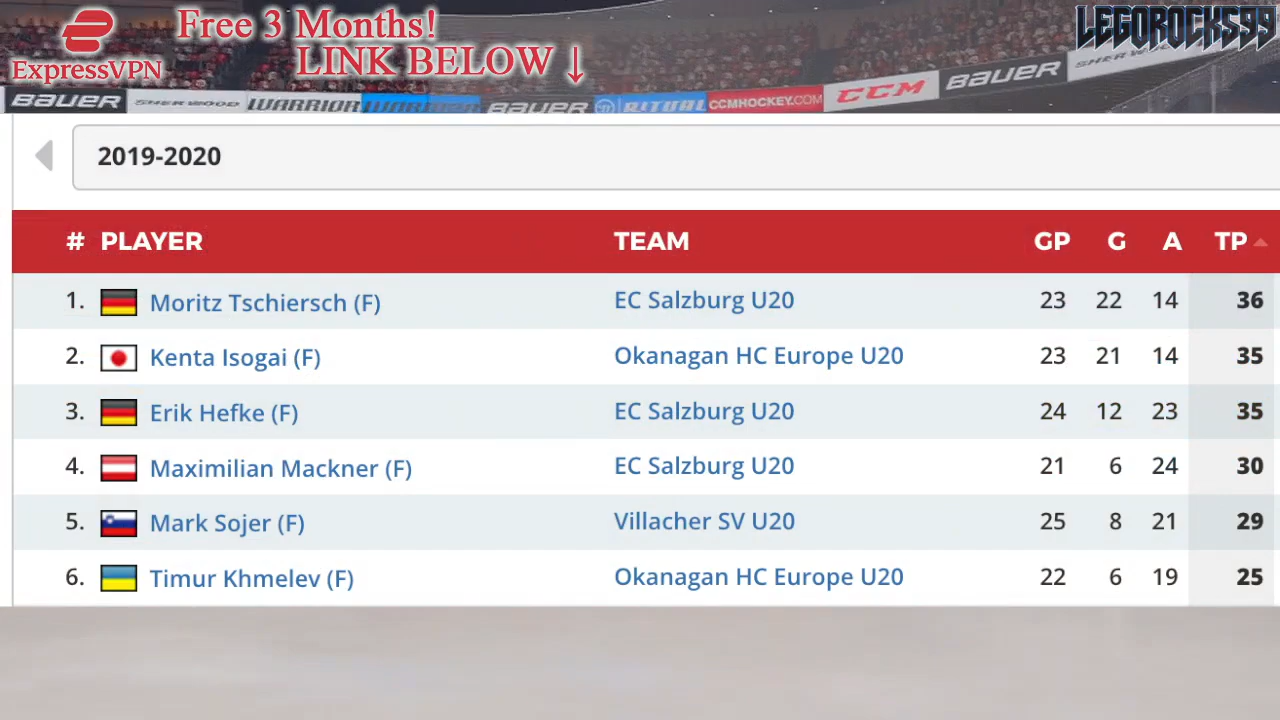 Free 3 Months!
LINK BELOW ↓
ExpressVPN
LEGOROCKS99
BAUER SHERWOOD WARRIOR WARRIOR BAUER RITUAL CCMHOCKEY.COM CCM BAUER SHERWOOD
2019-2020
# PLAYER TEAM GP G A TP
1. Moritz Tschiersch (F) EC Salzburg U20 23 22 14 36
2. Kenta Isogai (F) Okanagan HC Europe U20 23 21 14 35
3. Erik Hefke (F) EC Salzburg U20 24 12 23 35
4. Maximilian Mackner (F) EC Salzburg U20 21 6 24 30
5. Mark Sojer (F) Villacher SV U20 25 8 21 29
6. Timur Khmelev (F) Okanagan HC Europe U20 22 6 19 25